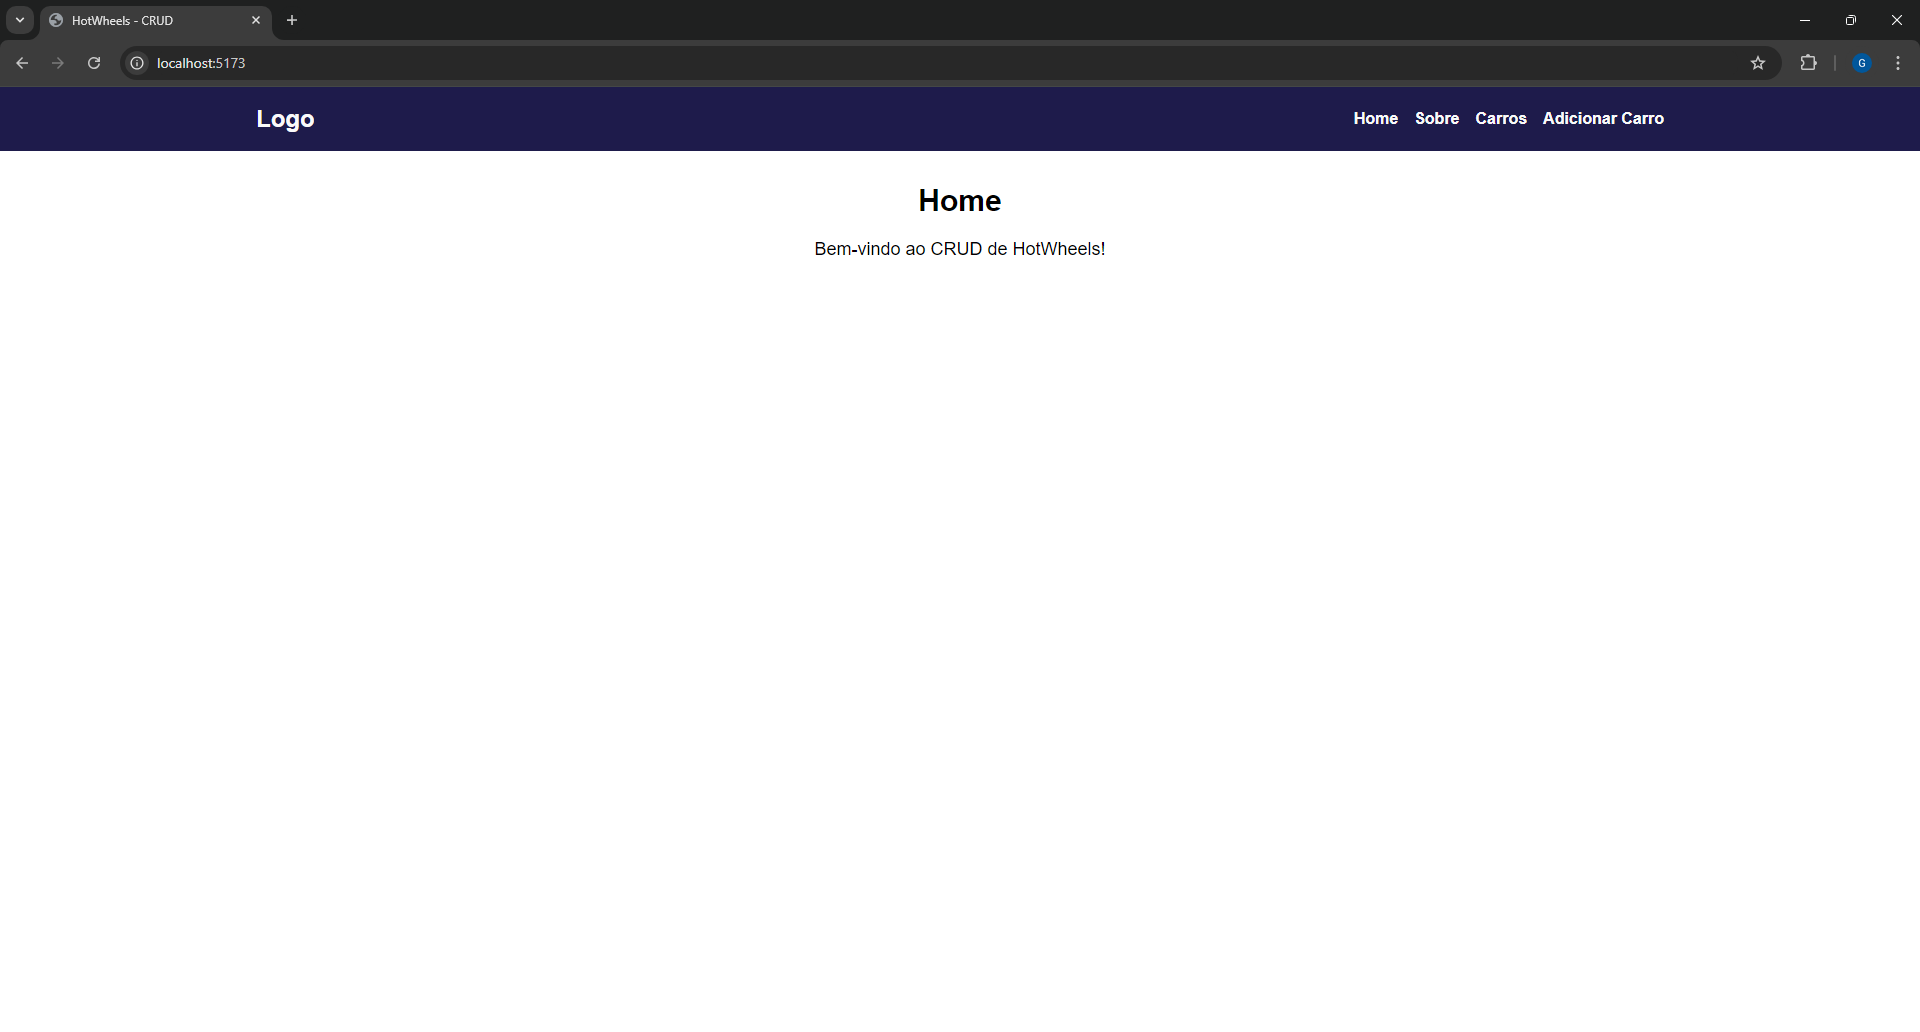 HotWheels - CRUD
localhost:5173
G
Logo
Home Sobre Carros Adicionar Carro
Home
Bem-vindo ao CRUD de HotWheels!